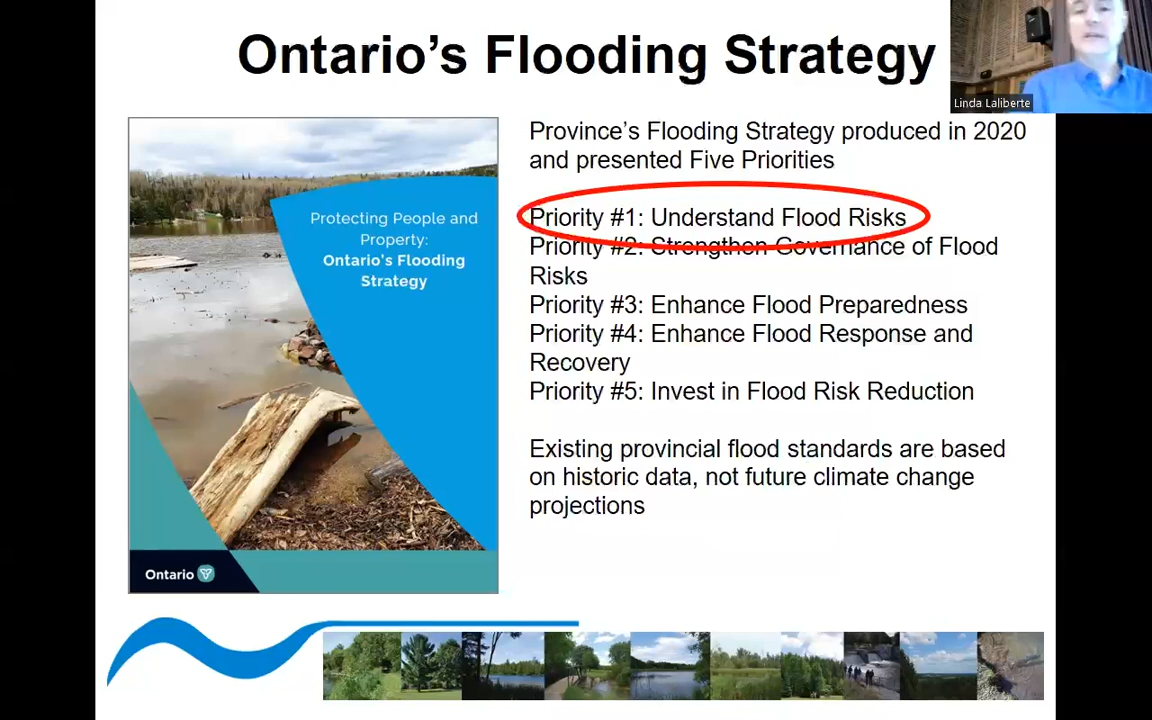 Ontario's Flooding Strategy
Linda Laliberte
Protecting People and
Property:
Ontario's Flooding
Strategy
Ontario
Province's Flooding Strategy produced in 2020
and presented Five Priorities
Priority #1: Understand Flood Risks
Priority #2: Strengthen Governance of Flood
Risks
Priority #3: Enhance Flood Preparedness
Priority #4: Enhance Flood Response and
Recovery
Priority #5: Invest in Flood Risk Reduction
Existing provincial flood standards are based
on historic data, not future climate change
projections